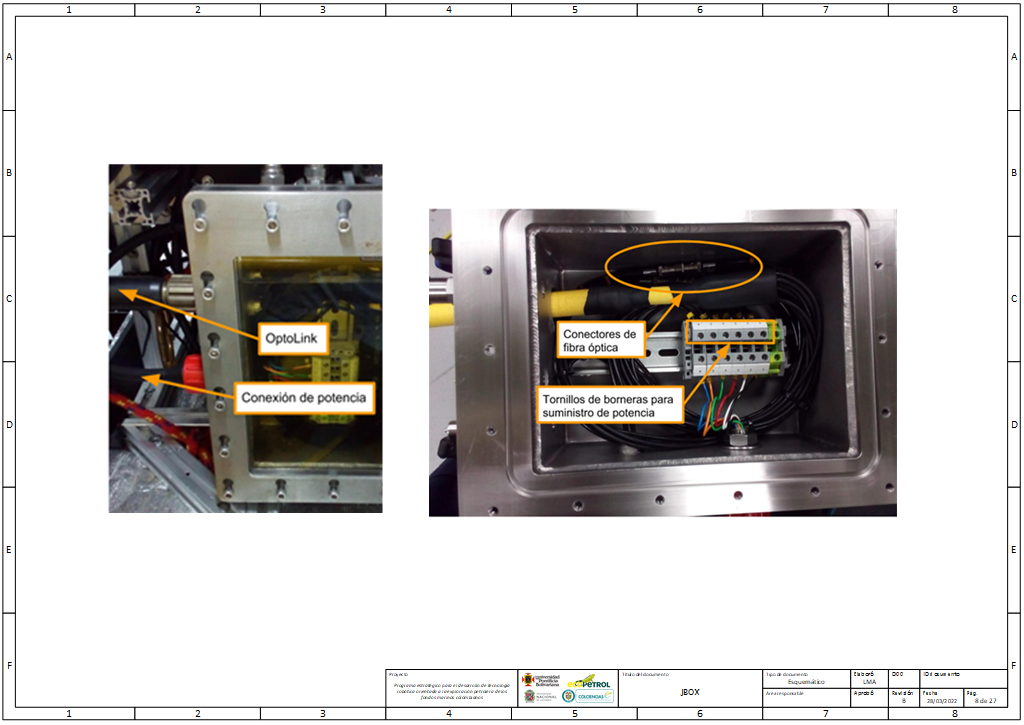 1 2 3 4 5 6 7 8
A A
B B
C C
D D
E E
F F
OptoLink
Conexión de potencia
Conectores de
fibra óptica
Tornillos de borneras para
suministro de potencia
Proyecto
Programa estratégico para el desarrollo de tecnología
robótica orientada a la exploración petrolera de los
fondos marinos colombianos
Universidad
Pontificia
Bolivariana
ecoPETROL
UNIVERSIDAD
NACIONAL
DE COLOMBIA
COLCIENCIAS
Título del documento
JBOX
Tipo de documento
Esquemático
Área responsable
Elaboró
LMA
Aprobó
DCC
ID documento
Revisión
B
Fecha
28/03/2022
Pág.
8 de 27
1 2 3 4 5 6 7 8